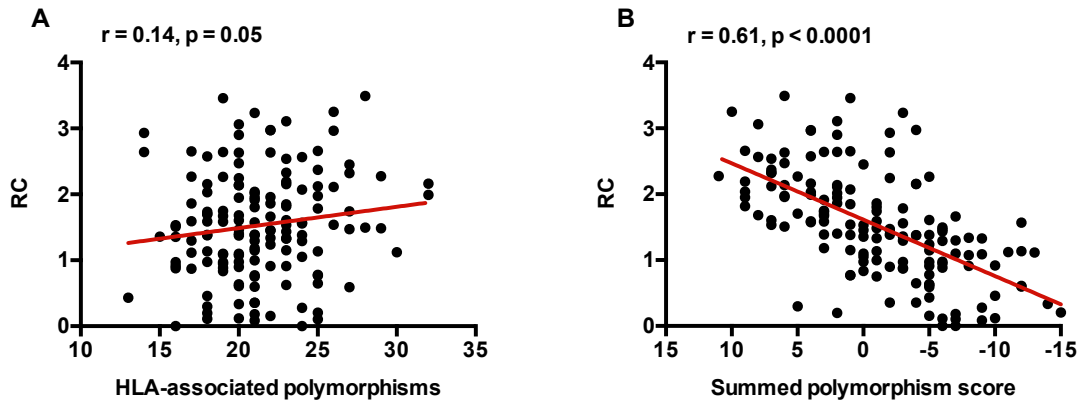 A
r = 0.14, p = 0.05
RC
4
3
2
1
0
10 15 20 25 30 35
HLA-associated polymorphisms
B
r = 0.61, p < 0.0001
RC
4
3
2
1
0
15 10 5 0 -5 -10 -15
Summed polymorphism score